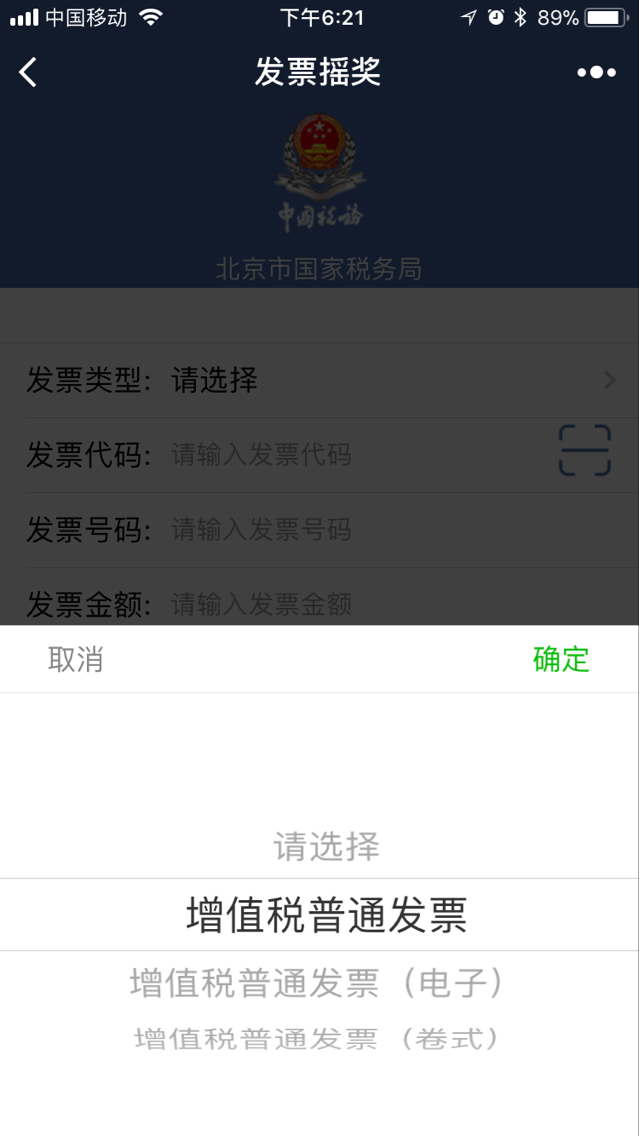 中国移动 下午6:21 89%
发票摇奖
中国税务
北京市国家税务局
发票类型: 请选择
发票代码: 请输入发票代码
发票号码: 请输入发票号码
发票金额: 请输入发票金额
取消 确定
请选择
增值税普通发票
增值税普通发票（电子）
增值税普通发票（卷式）